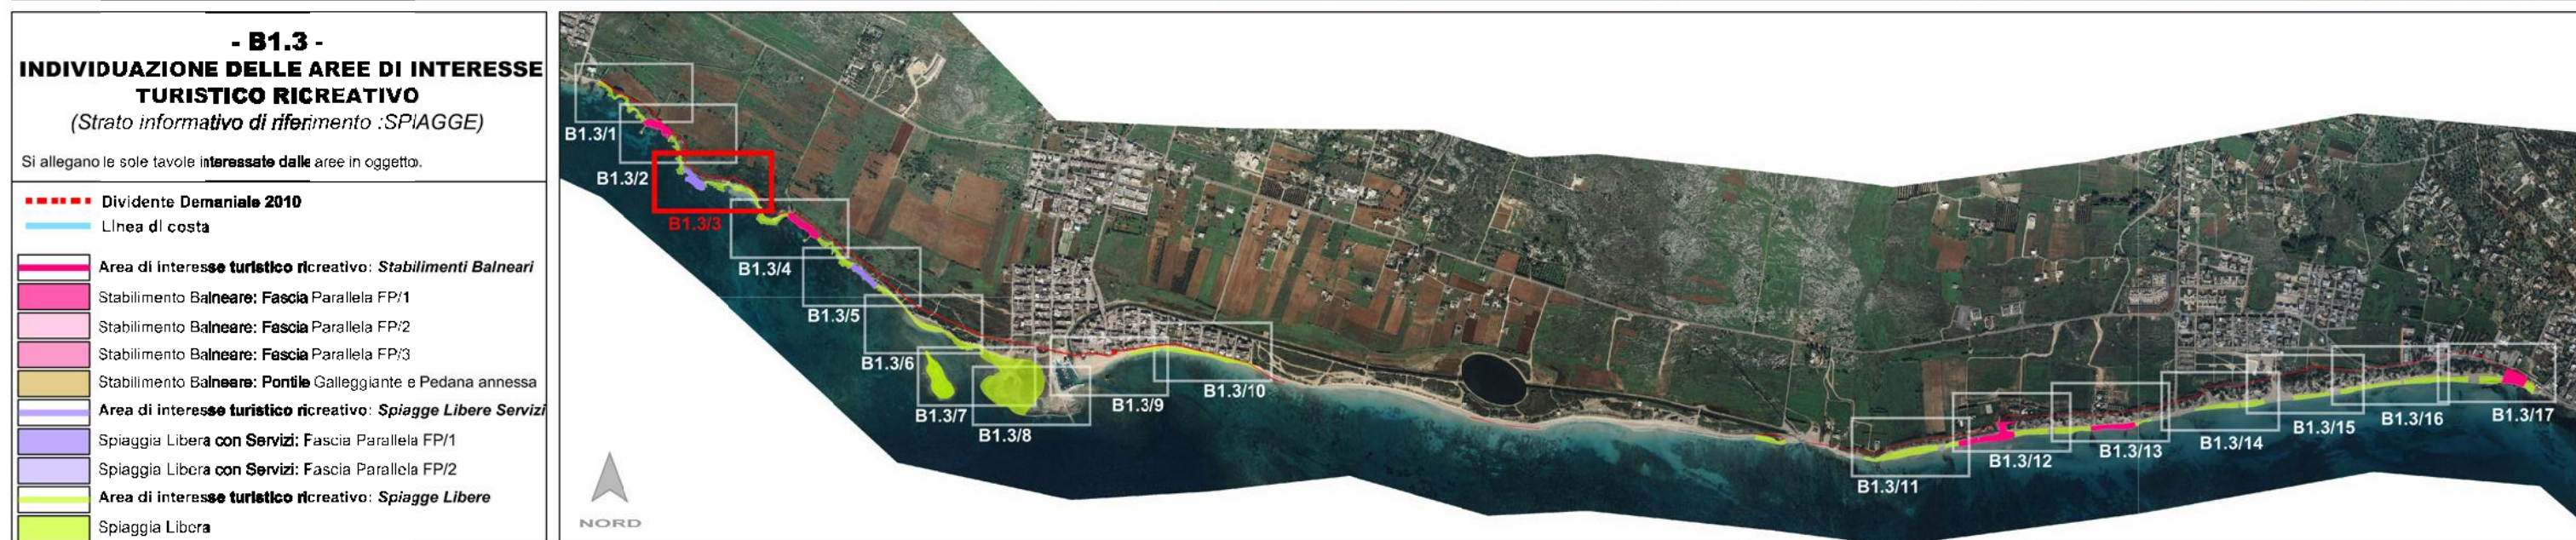 - B1.3 -
INDIVIDUAZIONE DELLE AREE DI INTERESSE
TURISTICO RICREATIVO
(Strato informativo di riferimento :SPIAGGE)
Si allegano le sole tavole interessate dalle aree in oggetto.
Dividente Demaniale 2010
Linea di costa
Area di interesse turistico ricreativo: Stabilimenti Balneari
Stabilimento Balneare: Fascia Parallela FP/1
Stabilimento Balneare: Fascia Parallela FP/2
Stabilimento Balneare: Fascia Parallela FP/3
Stabilimento Balneare: Pontile Galleggiante e Pedana annessa
Area di interesse turistico ricreativo: Spiagge Libere Servizi
Spiaggia Libera con Servizi: Fascia Parallela FP/1
Spiaggia Libera con Servizi: Fascia Parallela FP/2
Area di interesse turistico ricreativo: Spiagge Libere
Spiaggia Libera
B1.3/1
B1.3/2
B1.3/3
B1.3/4
B1.3/5
B1.3/6
B1.3/7
B1.3/8
B1.3/9
B1.3/10
B1.3/11
B1.3/12
B1.3/13
B1.3/14
B1.3/15
B1.3/16
B1.3/17
NORD